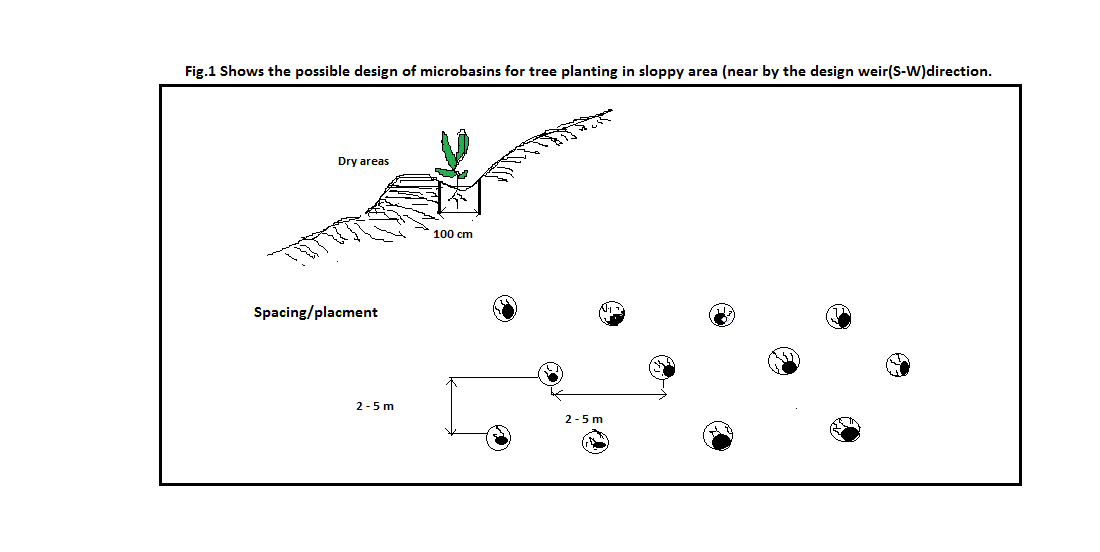 Fig.1 Shows the possible design of microbasins for tree planting in sloppy area (near by the design weir(S-W)direction.
Dry areas
100 cm
Spacing/placment
2 - 5 m
2 - 5 m